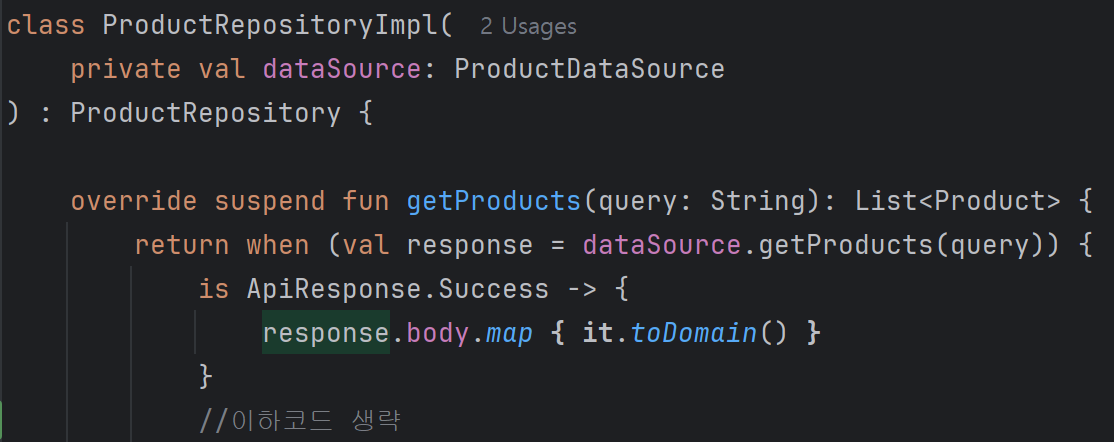 class ProductRepositoryImpl( 2 Usages
    private val dataSource: ProductDataSource
) : ProductRepository {
    override suspend fun getProducts(query: String): List<Product> {
        return when (val response = dataSource.getProducts(query)) {
            is ApiResponse.Success -> {
                response.body.map { it.toDomain() }
            }
            //이하코드 생략